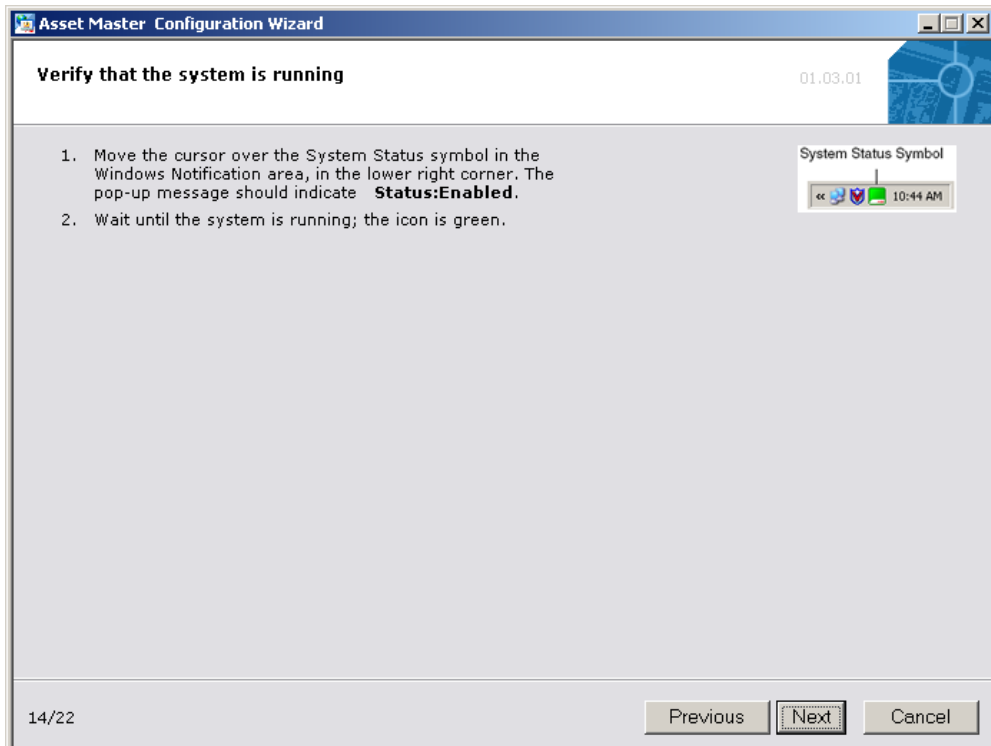 Asset Master Configuration Wizard
Verify that the system is running
01.03.01
1. Move the cursor over the System Status symbol in the
Windows Notification area, in the lower right corner. The
pop-up message should indicate Status:Enabled.
2. Wait until the system is running; the icon is green.
System Status Symbol
« 10:44 AM
14/22
Previous
Next
Cancel